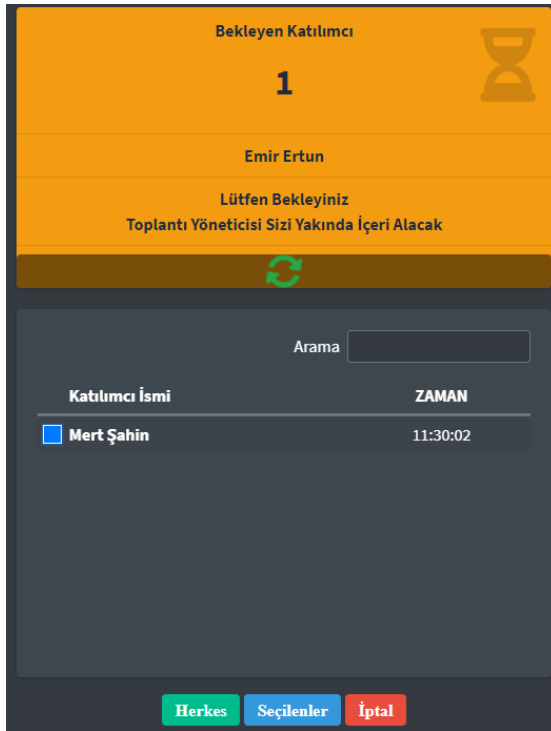 Bekleyen Katılımcı
1
Emir Ertun
Lütfen Bekleyiniz
Toplantı Yöneticisi Sizi Yakında İçeri Alacak
Arama
Katılımcı İsmi ZAMAN
Mert Şahin 11:30:02
Herkes Seçilenler İptal